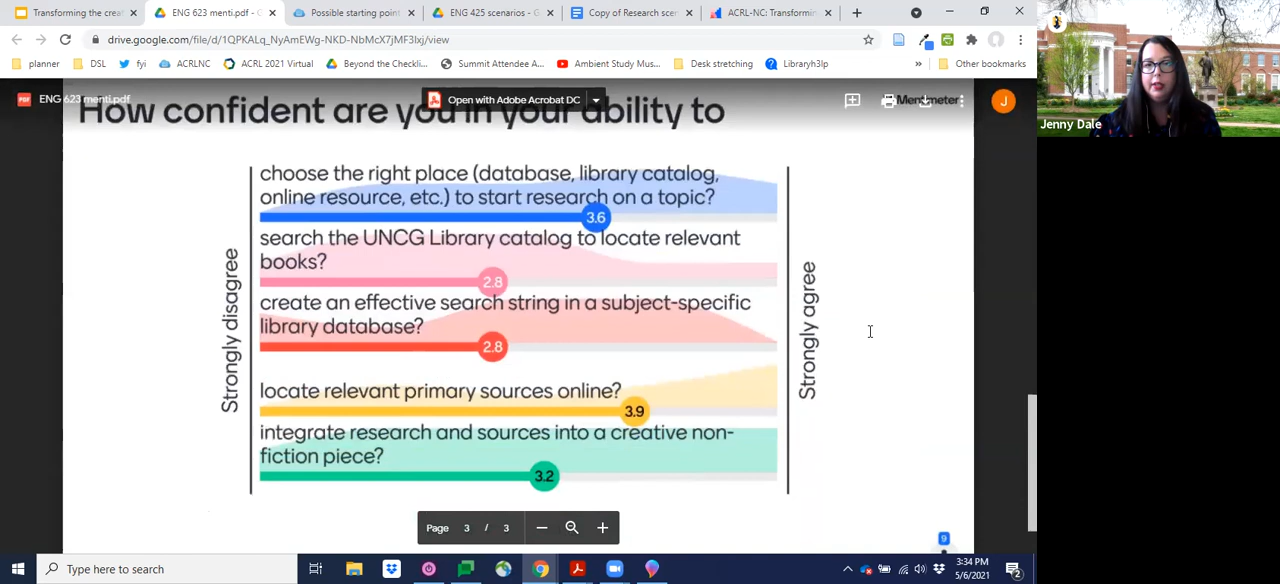 Transforming the creat
ENG 623 menti.pdf - G
Possible starting point
ENG 425 scenarios - G
Copy of Research scen
ACRL-NC: Transformin
drive.google.com/file/d/1QPKALq_NyAmEWg-NKD-NvMcX7JMF3Ixj/view
planner
DSL
fyi
ACRLNC
ACRL 2021 Virtual
Beyond the Checkli...
Summit Attendee A...
Ambient Study Mus...
Desk stretching
Libraryh3lp
»
Other bookmarks
PDF
ENG 623 menti.pdf
Open with Adobe Acrobat DC
Mentimeter
J
Jenny Dale
How confident are you in your ability to
Strongly disagree
choose the right place (database, library catalog,
online resource, etc.) to start research on a topic?
3.6
search the UNCG Library catalog to locate relevant
books?
2.8
create an effective search string in a subject-specific
library database?
2.8
locate relevant primary sources online?
3.9
integrate research and sources into a creative non-
fiction piece?
3.2
Strongly agree
Page 3 / 3
9
Type here to search
3:34 PM
5/6/2021
2